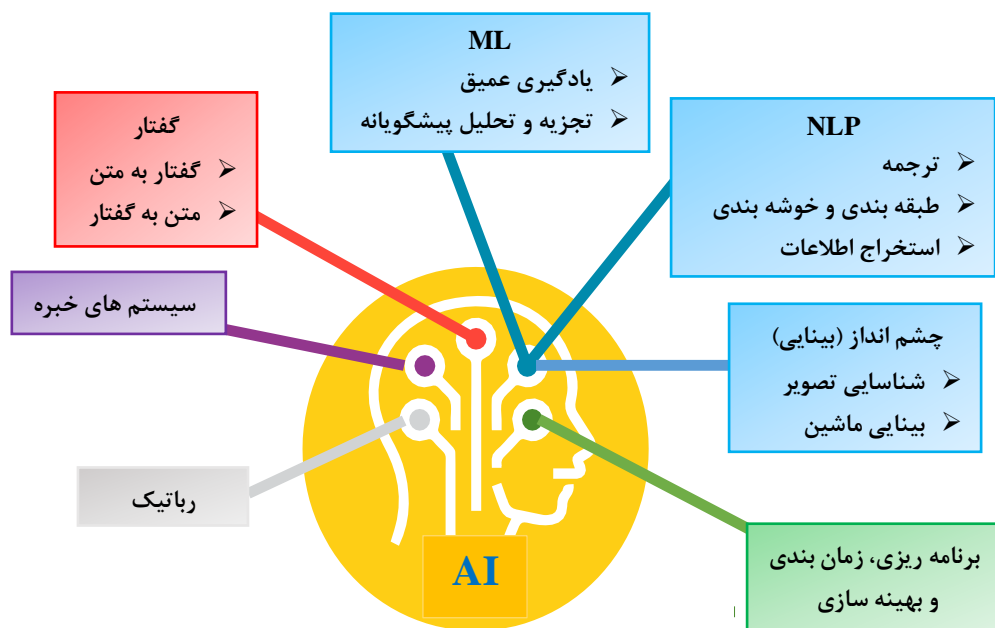 ML
➢ یادگیری عمیق
➢ تجزیه و تحلیل پیشگویانه
NLP
➢ ترجمه
➢ طبقه بندی و خوشه بندی
➢ استخراج اطلاعات
گفتار
➢ گفتار به متن
➢ متن به گفتار
سیستم های خبره
چشم انداز (بینایی)
➢ شناسایی تصویر
➢ بینایی ماشین
رباتیک
برنامه ریزی، زمان بندی
و بهینه سازی
AI